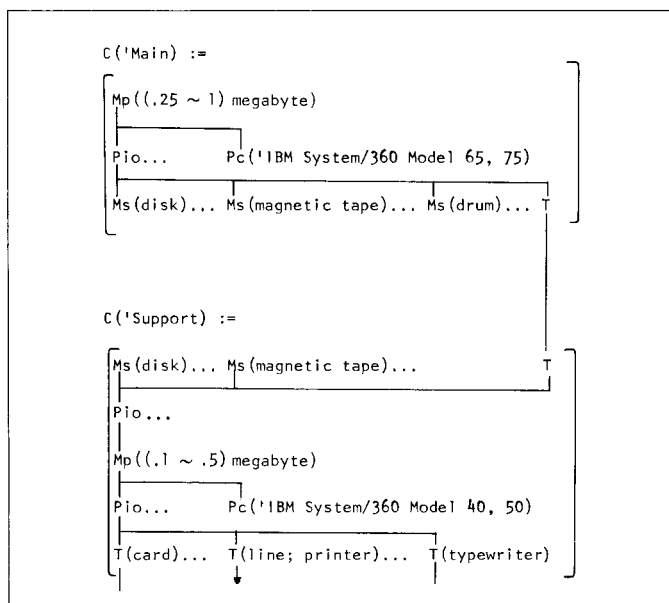 C('Main) :=
Mp((.25 ~ 1) megabyte)
Pio... Pc('IBM System/360 Model 65, 75)
Ms(disk)... Ms(magnetic tape)... Ms(drum)... T
C('Support) :=
Ms(disk)... Ms(magnetic tape)... T
Pio...
Mp((.1 ~ .5) megabyte)
Pio... Pc('IBM System/360 Model 40, 50)
T(card)... T(line; printer)... T(typewriter)